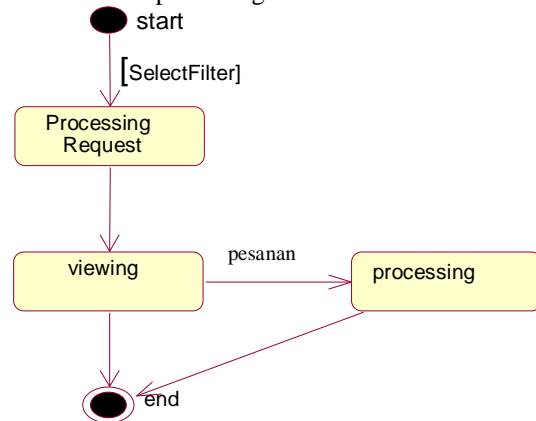 start
[SelectFilter]
Processing
Request
viewing
pesanan
processing
end